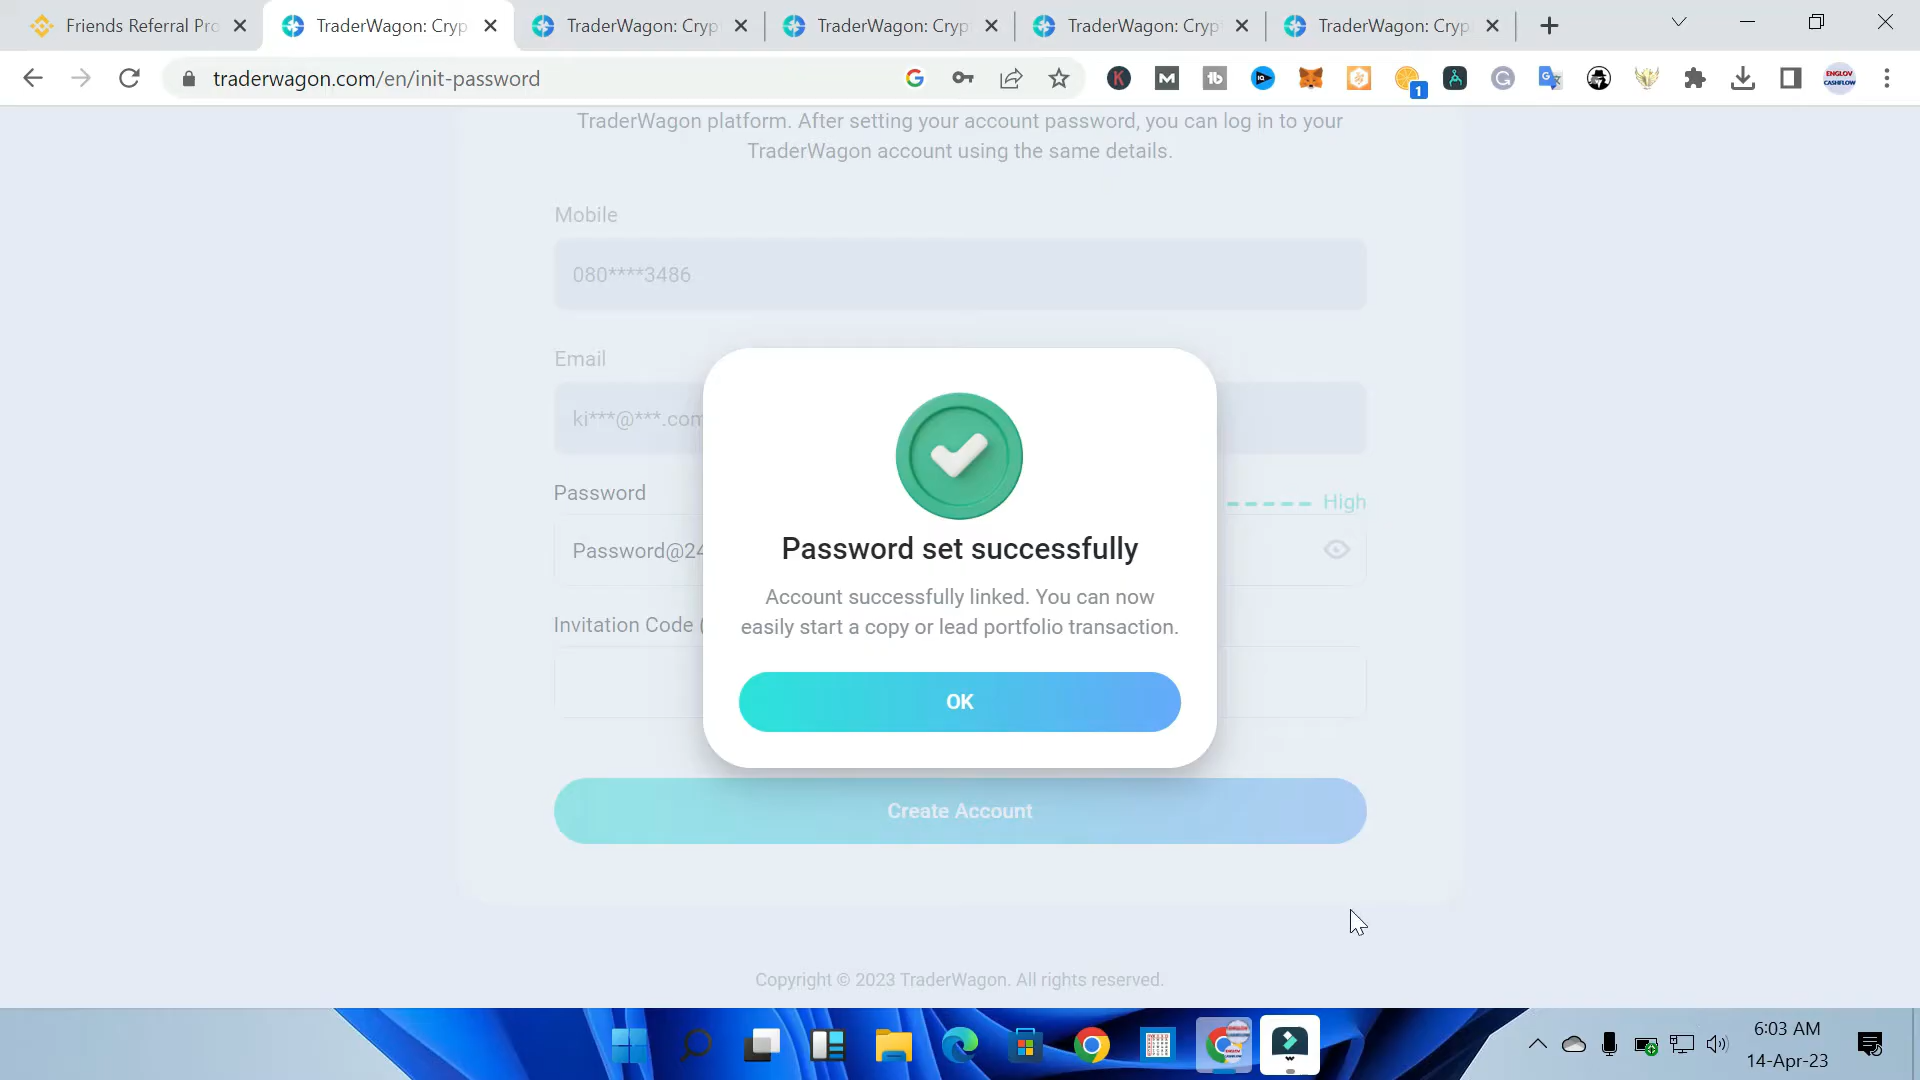 Friends Referral Pro
TraderWagon: Cryp
TraderWagon: Cryp
TraderWagon: Cryp
TraderWagon: Cryp
TraderWagon: Cryp
traderwagon.com/en/init-password
1
ENGLOV
CASHFLOW
TraderWagon platform. After setting your account password, you can log in to your
TraderWagon account using the same details.
Mobile
080****3486
Email
ki***@***.com
Password
High
Password@24
Invitation Code (
Password set successfully
Account successfully linked. You can now
easily start a copy or lead portfolio transaction.
OK
Create Account
Copyright © 2023 TraderWagon. All rights reserved.
6:03 AM
14-Apr-23